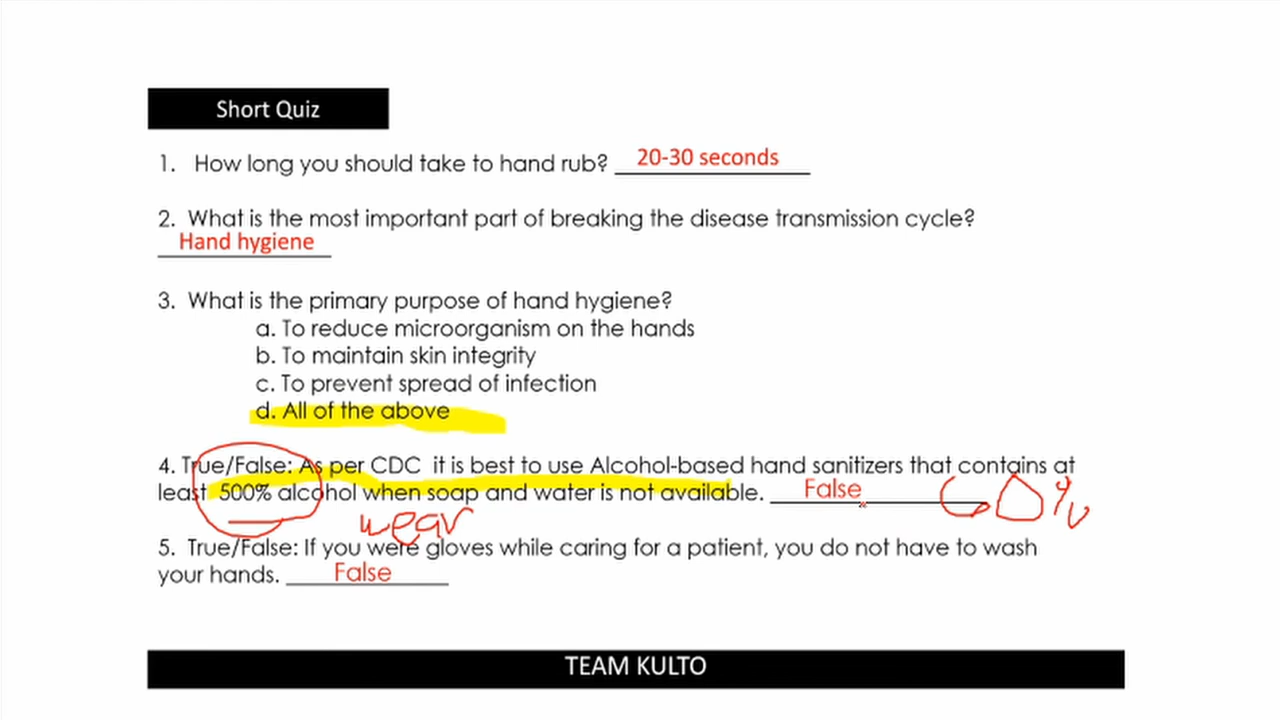 Short Quiz
1. How long you should take to hand rub? 20-30 seconds
2. What is the most important part of breaking the disease transmission cycle?
Hand hygiene
3. What is the primary purpose of hand hygiene?
a. To reduce microorganism on the hands
b. To maintain skin integrity
c. To prevent spread of infection
d. All of the above
4. True/False: As per CDC it is best to use Alcohol-based hand sanitizers that contains at
least 500% alcohol when soap and water is not available. False 60%
wear
5. True/False: If you were gloves while caring for a patient, you do not have to wash
your hands. False
TEAM KULTO